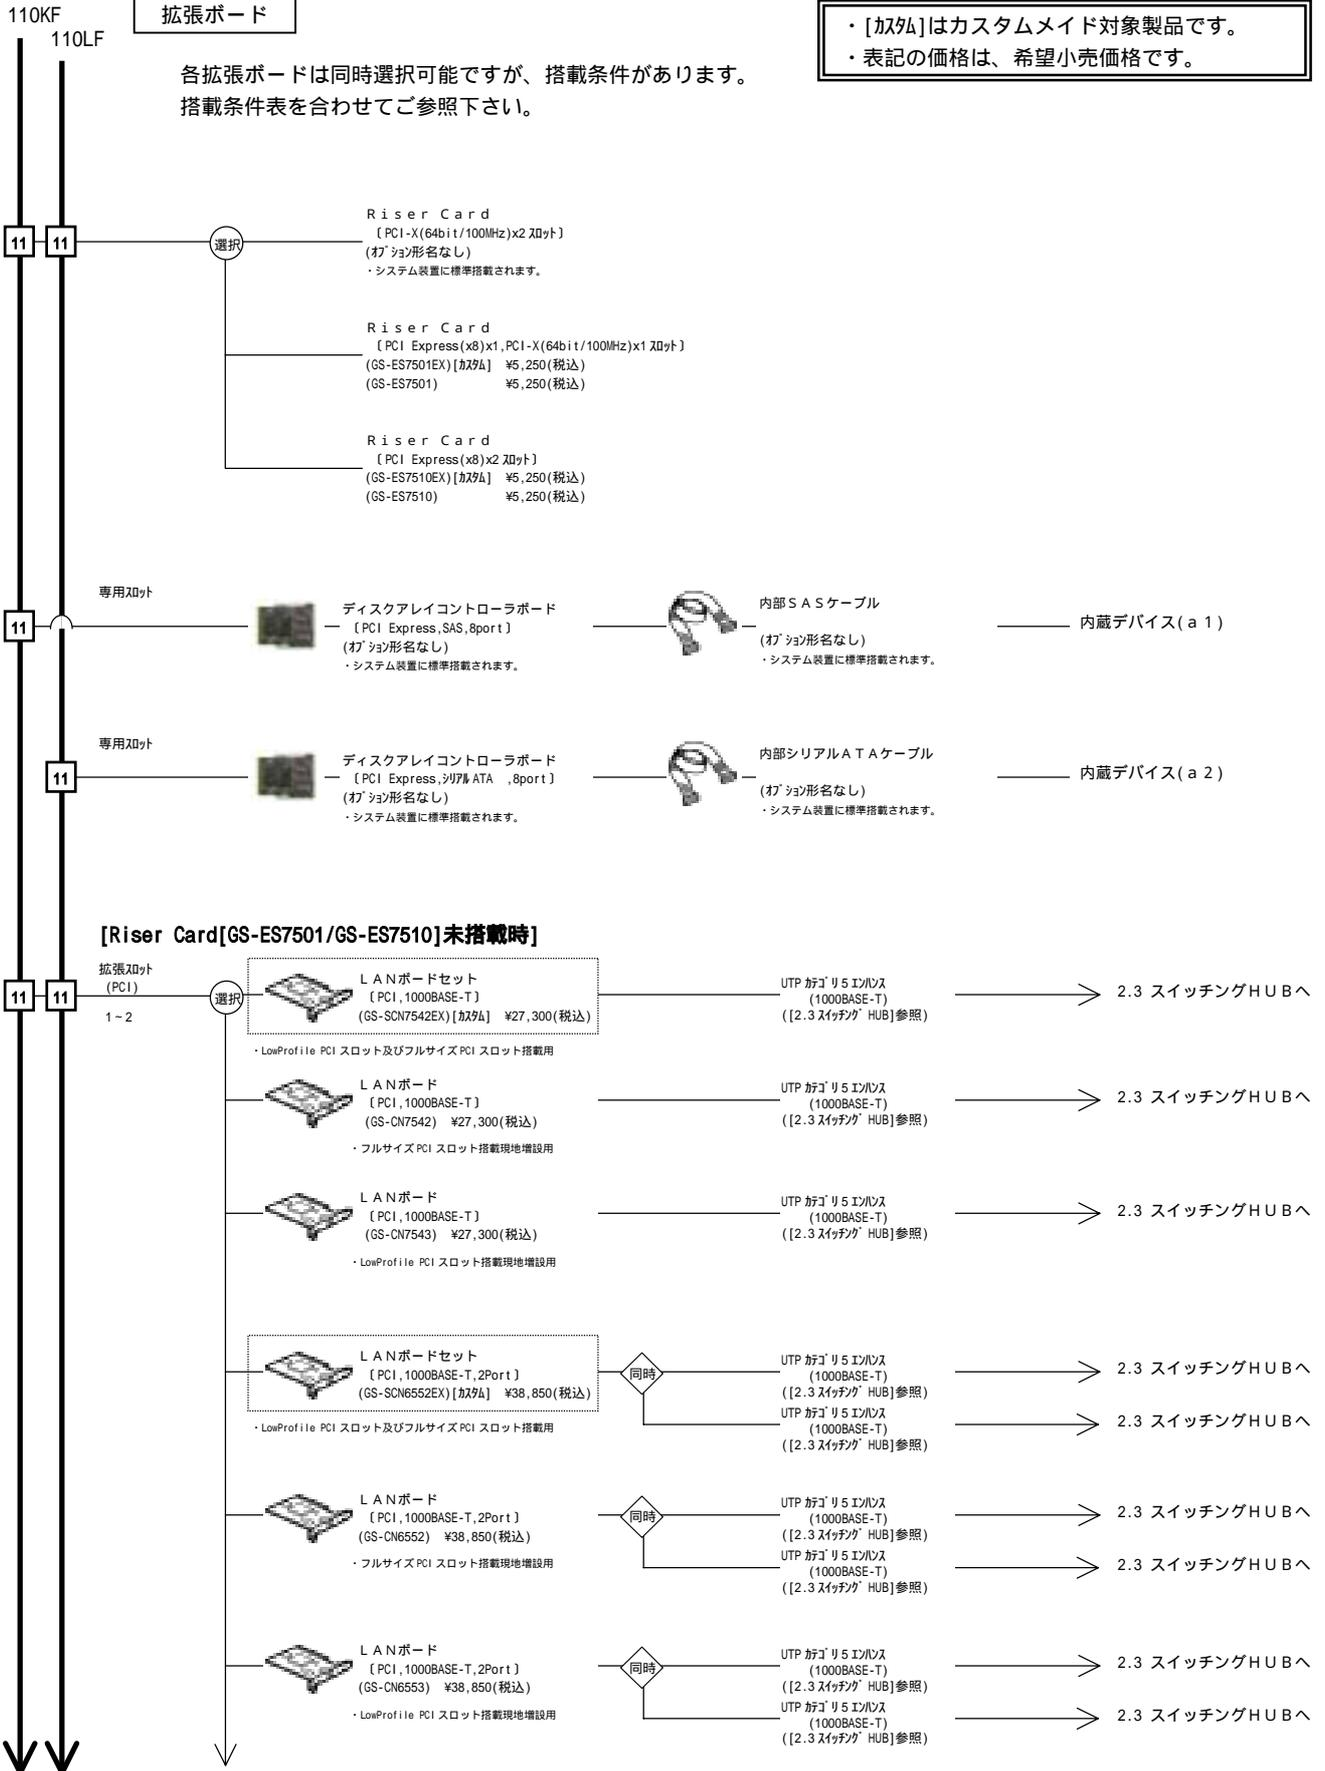 110KF
110LF
拡張ボード
・[ｶｽﾀﾑ]はカスタムメイド対象製品です。
・表記の価格は、希望小売価格です。
各拡張ボードは同時選択可能ですが、搭載条件があります。
搭載条件表を合わせてご参照下さい。
11
11
選択
Riser Card
〔PCI-X(64bit/100MHz)x2 ｽﾛｯﾄ〕
(ｵﾌﾟｼｮﾝ形名なし)
・システム装置に標準搭載されます。
Riser Card
〔PCI Express(x8)x1,PCI-X(64bit/100MHz)x1 ｽﾛｯﾄ〕
(GS-ES7501EX)[ｶｽﾀﾑ] ¥5,250(税込)
(GS-ES7501) ¥5,250(税込)
Riser Card
〔PCI Express(x8)x2 ｽﾛｯﾄ〕
(GS-ES7510EX)[ｶｽﾀﾑ] ¥5,250(税込)
(GS-ES7510) ¥5,250(税込)
11
専用ｽﾛｯﾄ
ディスクアレイコントローラボード
〔PCI Express,SAS,8port〕
(ｵﾌﾟｼｮﾝ形名なし)
・システム装置に標準搭載されます。
内部ＳＡＳケーブル
(ｵﾌﾟｼｮﾝ形名なし)
・システム装置に標準搭載されます。
内蔵デバイス(ａ１)
11
専用ｽﾛｯﾄ
ディスクアレイコントローラボード
〔PCI Express,ｼﾘｱﾙ ATA ,8port〕
(ｵﾌﾟｼｮﾝ形名なし)
・システム装置に標準搭載されます。
内部シリアルＡＴＡケーブル
(ｵﾌﾟｼｮﾝ形名なし)
・システム装置に標準搭載されます。
内蔵デバイス(ａ２)
[Riser Card[GS-ES7501/GS-ES7510]未搭載時]
11
11
拡張ｽﾛｯﾄ
(PCI)
1~2
選択
ＬＡＮボードセット
〔PCI,1000BASE-T〕
(GS-SCN7542EX)[ｶｽﾀﾑ] ¥27,300(税込)
・LowProfile PCI スロット及びフルサイズ PCI スロット搭載用
UTP ｶﾃｺﾞﾘ 5 ｴﾝﾊﾝｽ
(1000BASE-T)
([2.3 ｽｲｯﾁﾝｸﾞ HUB]参照)
2.3 スイッチングＨＵＢへ
ＬＡＮボード
〔PCI,1000BASE-T〕
(GS-CN7542) ¥27,300(税込)
・フルサイズ PCI スロット搭載現地増設用
UTP ｶﾃｺﾞﾘ 5 ｴﾝﾊﾝｽ
(1000BASE-T)
([2.3 ｽｲｯﾁﾝｸﾞ HUB]参照)
2.3 スイッチングＨＵＢへ
ＬＡＮボード
〔PCI,1000BASE-T〕
(GS-CN7543) ¥27,300(税込)
・LowProfile PCI スロット搭載現地増設用
UTP ｶﾃｺﾞﾘ 5 ｴﾝﾊﾝｽ
(1000BASE-T)
([2.3 ｽｲｯﾁﾝｸﾞ HUB]参照)
2.3 スイッチングＨＵＢへ
ＬＡＮボードセット
〔PCI,1000BASE-T,2Port〕
(GS-SCN6552EX)[ｶｽﾀﾑ] ¥38,850(税込)
・LowProfile PCI スロット及びフルサイズ PCI スロット搭載用
同時
UTP ｶﾃｺﾞﾘ 5 ｴﾝﾊﾝｽ
(1000BASE-T)
([2.3 ｽｲｯﾁﾝｸﾞ HUB]参照)
2.3 スイッチングＨＵＢへ
UTP ｶﾃｺﾞﾘ 5 ｴﾝﾊﾝｽ
(1000BASE-T)
([2.3 ｽｲｯﾁﾝｸﾞ HUB]参照)
2.3 スイッチングＨＵＢへ
ＬＡＮボード
〔PCI,1000BASE-T,2Port〕
(GS-CN6552) ¥38,850(税込)
・フルサイズ PCI スロット搭載現地増設用
同時
UTP ｶﾃｺﾞﾘ 5 ｴﾝﾊﾝｽ
(1000BASE-T)
([2.3 ｽｲｯﾁﾝｸﾞ HUB]参照)
2.3 スイッチングＨＵＢへ
UTP ｶﾃｺﾞﾘ 5 ｴﾝﾊﾝｽ
(1000BASE-T)
([2.3 ｽｲｯﾁﾝｸﾞ HUB]参照)
2.3 スイッチングＨＵＢへ
ＬＡＮボード
〔PCI,1000BASE-T,2Port〕
(GS-CN6553) ¥38,850(税込)
・LowProfile PCI スロット搭載現地増設用
同時
UTP ｶﾃｺﾞﾘ 5 ｴﾝﾊﾝｽ
(1000BASE-T)
([2.3 ｽｲｯﾁﾝｸﾞ HUB]参照)
2.3 スイッチングＨＵＢへ
UTP ｶﾃｺﾞﾘ 5 ｴﾝﾊﾝｽ
(1000BASE-T)
([2.3 ｽｲｯﾁﾝｸﾞ HUB]参照)
2.3 スイッチングＨＵＢへ